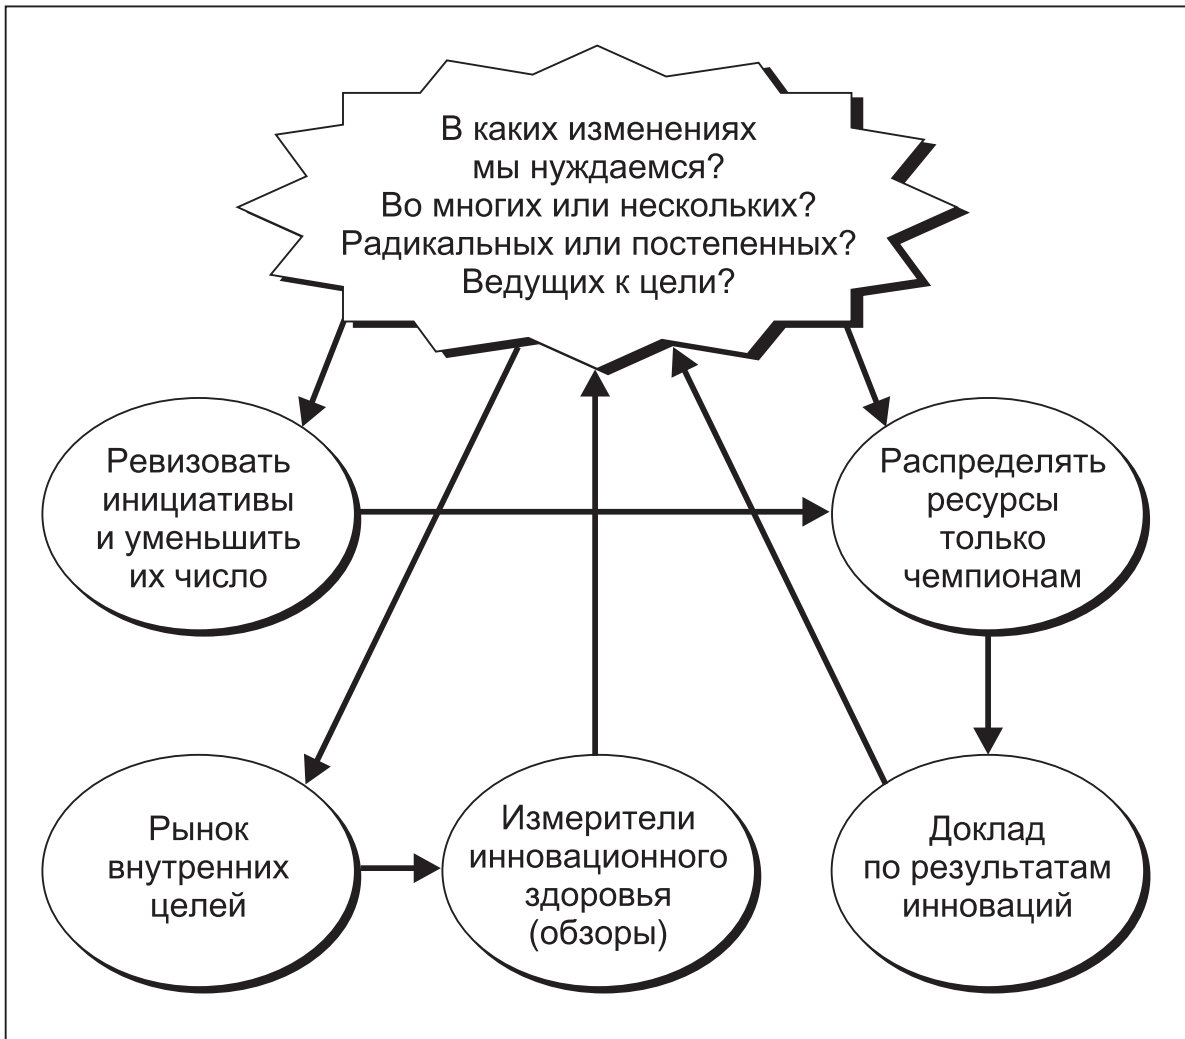 В каких изменениях
мы нуждаемся?
Во многих или нескольких?
Радикальных или постепенных?
Ведущих к цели?
Ревизовать
инициативы
и уменьшить
их число
Распределять
ресурсы
только
чемпионам
Рынок
внутренних
целей
Измерители
инновационного
здоровья
(обзоры)
Доклад
по результатам
инноваций